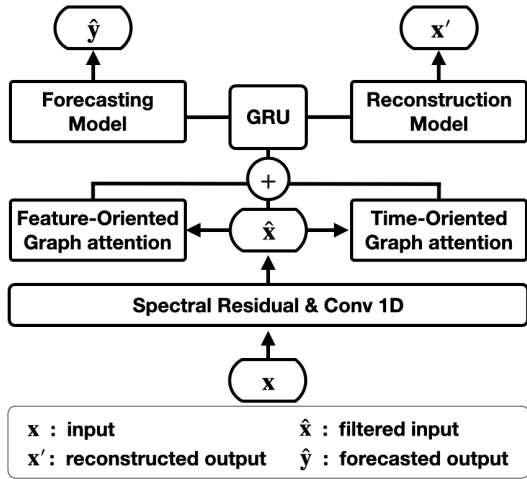 ŷ
x′
Forecasting
Model
GRU
Reconstruction
Model
+
Feature-Oriented
Graph attention
x̂
Time-Oriented
Graph attention
Spectral Residual & Conv 1D
x
x : input
x̂ : filtered input
x′ : reconstructed output
ŷ : forecasted output